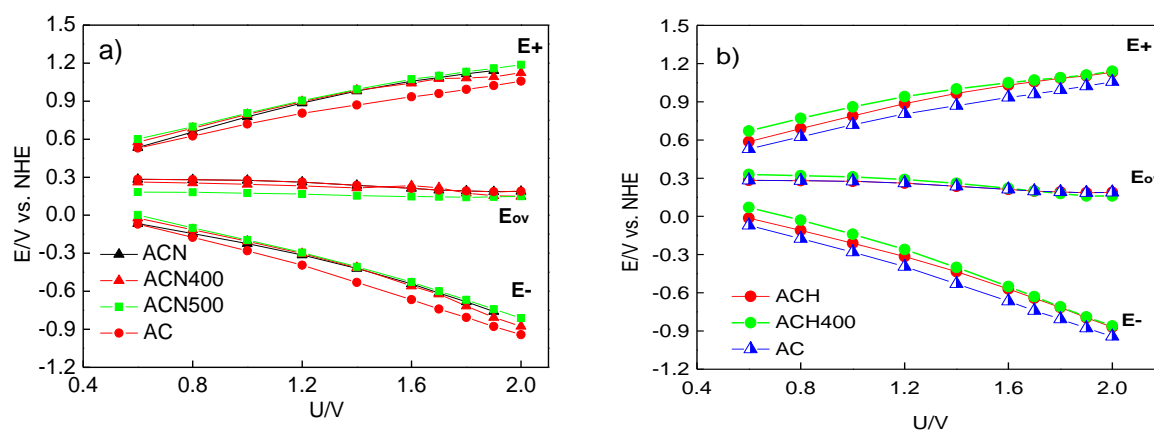 a)
E+
Eov
E-
ACN
ACN400
ACN500
AC
E/V vs. NHE
1.5
1.2
0.9
0.6
0.3
0.0
-0.3
-0.6
-0.9
-1.2
0.4
0.8
1.2
1.6
2.0
U/V
b)
E+
Eo
E-
ACH
ACH400
AC
E/V vs. NHE
1.5
1.2
0.9
0.6
0.3
0.0
-0.3
-0.6
-0.9
-1.2
0.4
0.8
1.2
1.6
2.0
U/V